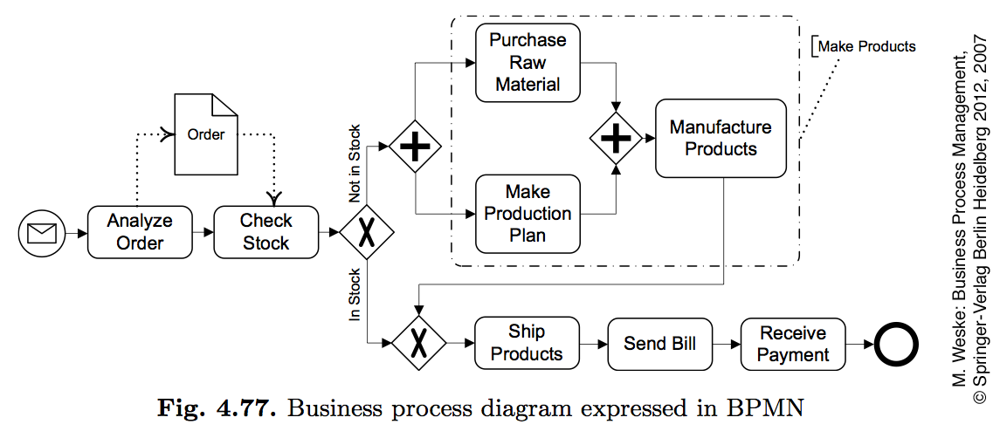 Purchase
Raw
Material
[Make Products
Order
Not in Stock
Manufacture
Products
Analyze
Order
Check
Stock
Make
Production
Plan
In Stock
Ship
Products
Send Bill
Receive
Payment
Fig. 4.77. Business process diagram expressed in BPMN
M. Weske: Business Process Management,
© Springer-Verlag Berlin Heidelberg 2012, 2007